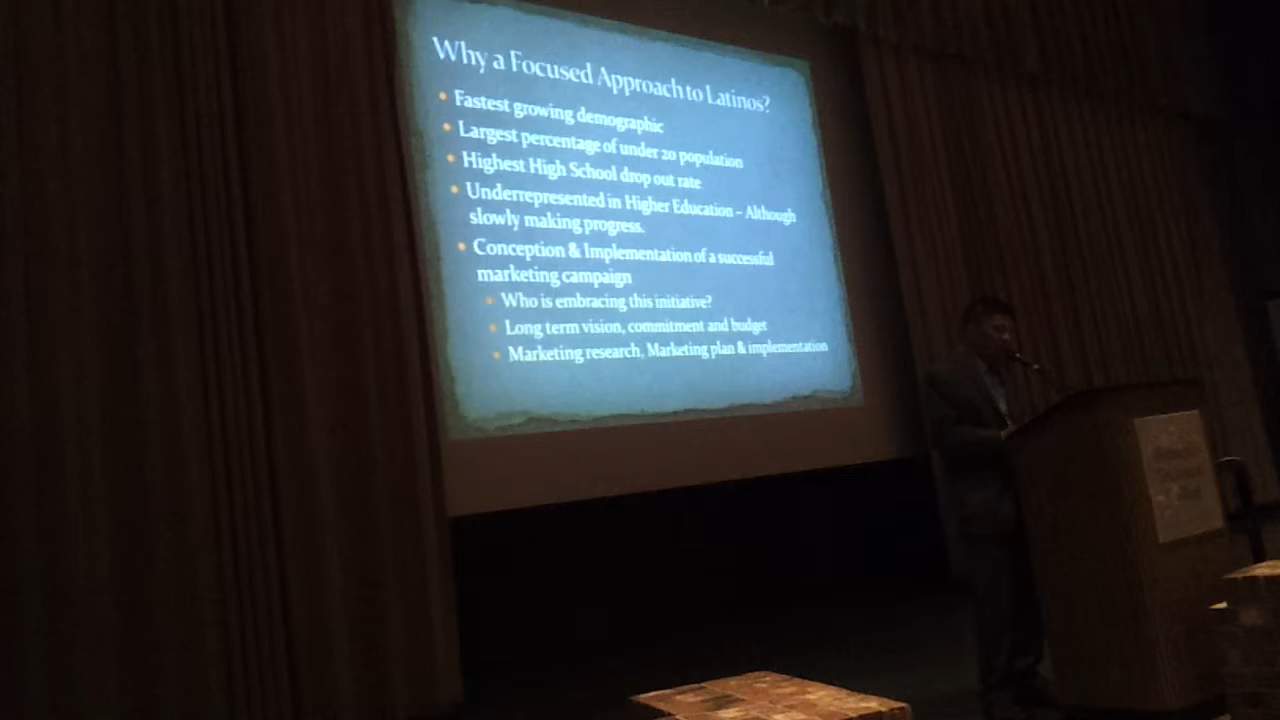 Why a Focused Approach to Latinos?
• Fastest growing demographic
• Largest percentage of under 20 population
• Highest High School drop out rate
• Underrepresented in Higher Education – Although
slowly making progress.
• Conception & Implementation of a successful
marketing campaign
• Who is embracing this initiative?
• Long term vision, commitment and budget
• Marketing research, Marketing plan & implementation